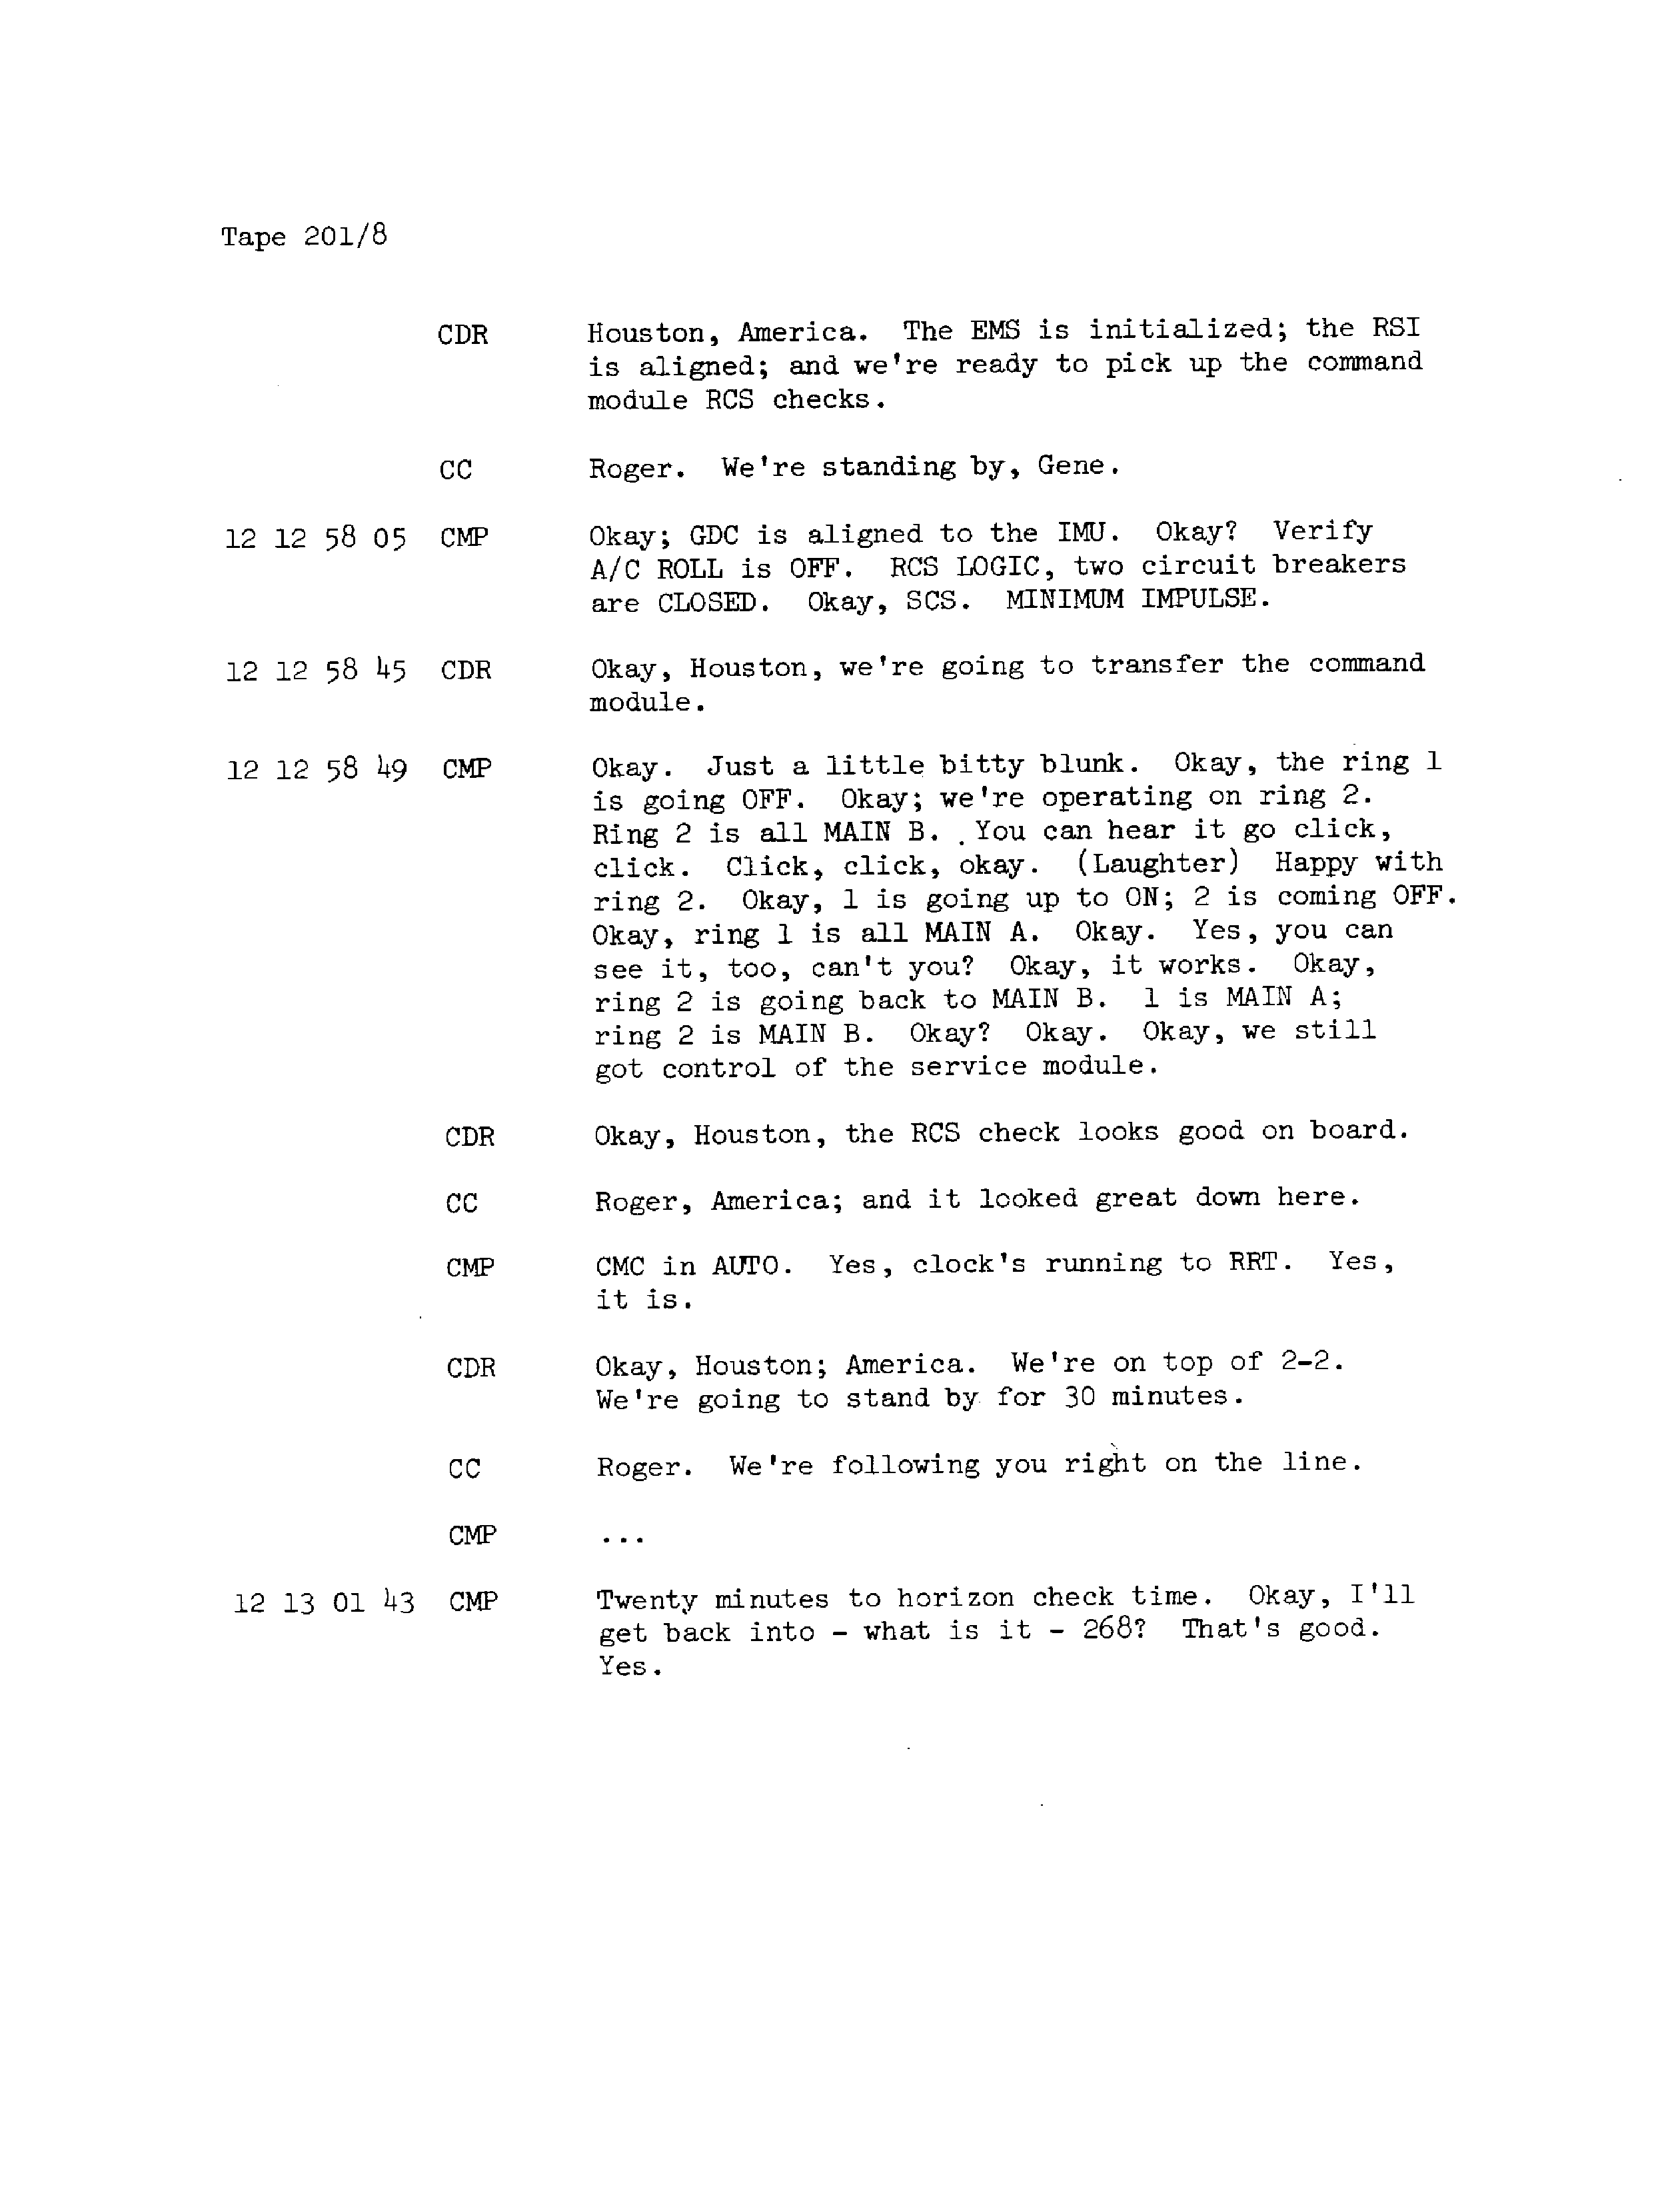 Tape 201/8
CDR Houston, America. The EMS is initialized; the RSI
is aligned; and we're ready to pick up the command
module RCS checks.
CC Roger. We're standing by, Gene.
12 12 58 05 CMP Okay; GDC is aligned to the IMU. Okay? Verify
A/C ROLL is OFF. RCS LOGIC, two circuit breakers
are CLOSED. Okay, SCS. MINIMUM IMPULSE.
12 12 58 45 CDR Okay, Houston, we're going to transfer the command
module.
12 12 58 49 CMP Okay. Just a little bitty blunk. Okay, the ring 1
is going OFF. Okay; we're operating on ring 2.
Ring 2 is all MAIN B. You can hear it go click,
click. Click, click, okay. (Laughter) Happy with
ring 2. Okay, 1 is going up to ON; 2 is coming OFF.
Okay, ring 1 is all MAIN A. Okay. Yes, you can
see it, too, can't you? Okay, it works. Okay,
ring 2 is going back to MAIN B. 1 is MAIN A;
ring 2 is MAIN B. Okay? Okay. Okay, we still
got control of the service module.
CDR Okay, Houston, the RCS check looks good on board.
CC Roger, America; and it looked great down here.
CMP CMC in AUTO. Yes, clock's running to RRT. Yes,
it is.
CDR Okay, Houston; America. We're on top of 2-2.
We're going to stand by for 30 minutes.
CC Roger. We're following you right on the line.
CMP ...
12 13 01 43 CMP Twenty minutes to horizon check time. Okay, I'll
get back into - what is it - 268? That's good.
Yes.